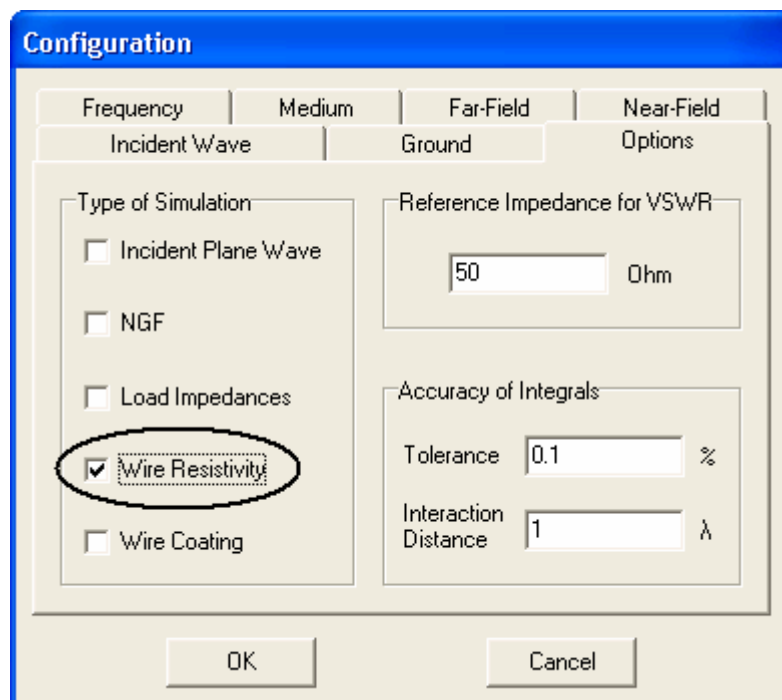 Configuration
Frequency Medium Far-Field Near-Field
Incident Wave Ground Options
Type of Simulation
Incident Plane Wave
NGF
Load Impedances
Wire Resistivity
Wire Coating
Reference Impedance for VSWR
50 Ohm
Accuracy of Integrals
Tolerance 0.1 %
Interaction
Distance 1 λ
OK Cancel